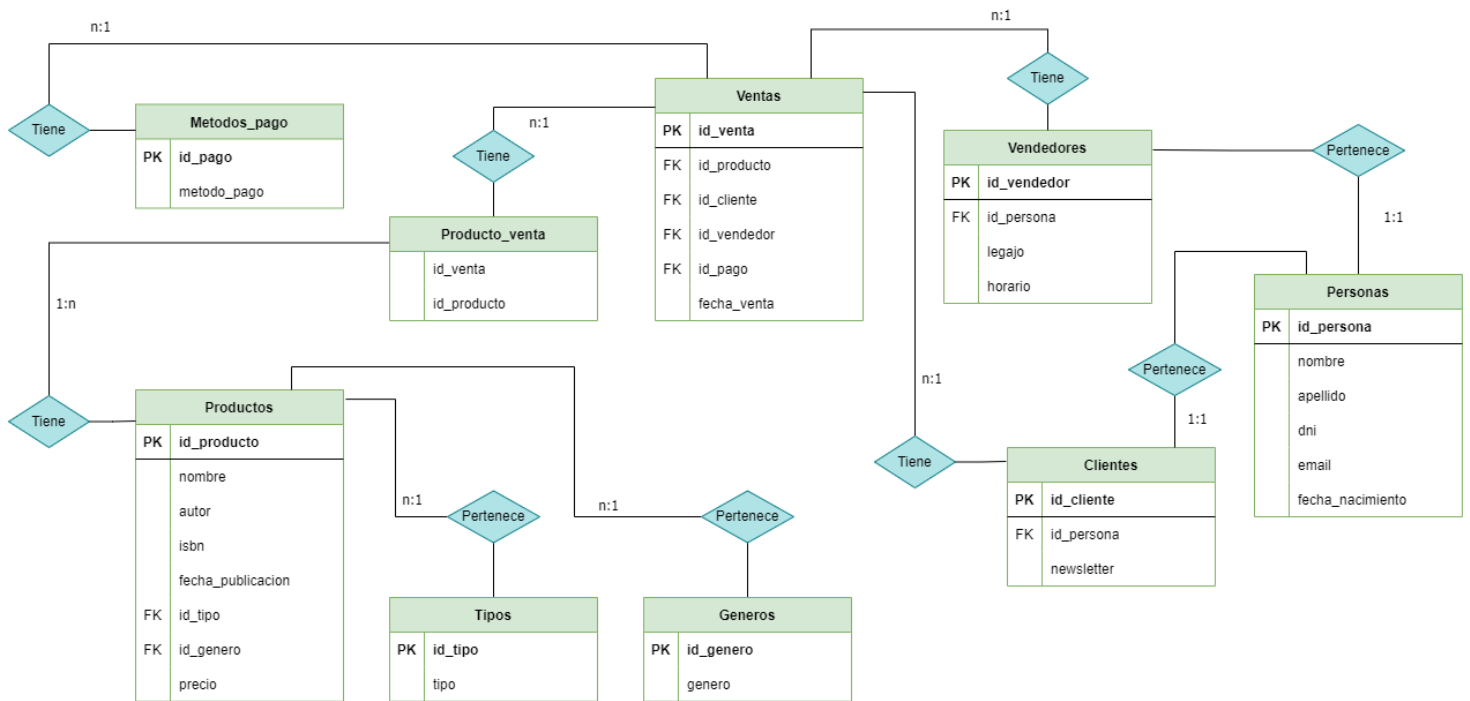 n:1
n:1
Tiene
Metodos_pago
PK id_pago
metodo_pago
n:1
Tiene
Ventas
PK id_venta
FK id_producto
FK id_cliente
FK id_vendedor
FK id_pago
fecha_venta
Tiene
Vendedores
PK id_vendedor
FK id_persona
legajo
horario
Pertenece
1:1
Producto_venta
id_venta
id_producto
1:n
Personas
PK id_persona
nombre
apellido
dni
email
fecha_nacimiento
Pertenece
1:1
n:1
Tiene
Tiene
Productos
PK id_producto
nombre
autor
isbn
fecha_publicacion
FK id_tipo
FK id_genero
precio
n:1
Pertenece
n:1
Pertenece
Clientes
PK id_cliente
FK id_persona
newsletter
Tipos
PK id_tipo
tipo
Generos
PK id_genero
genero